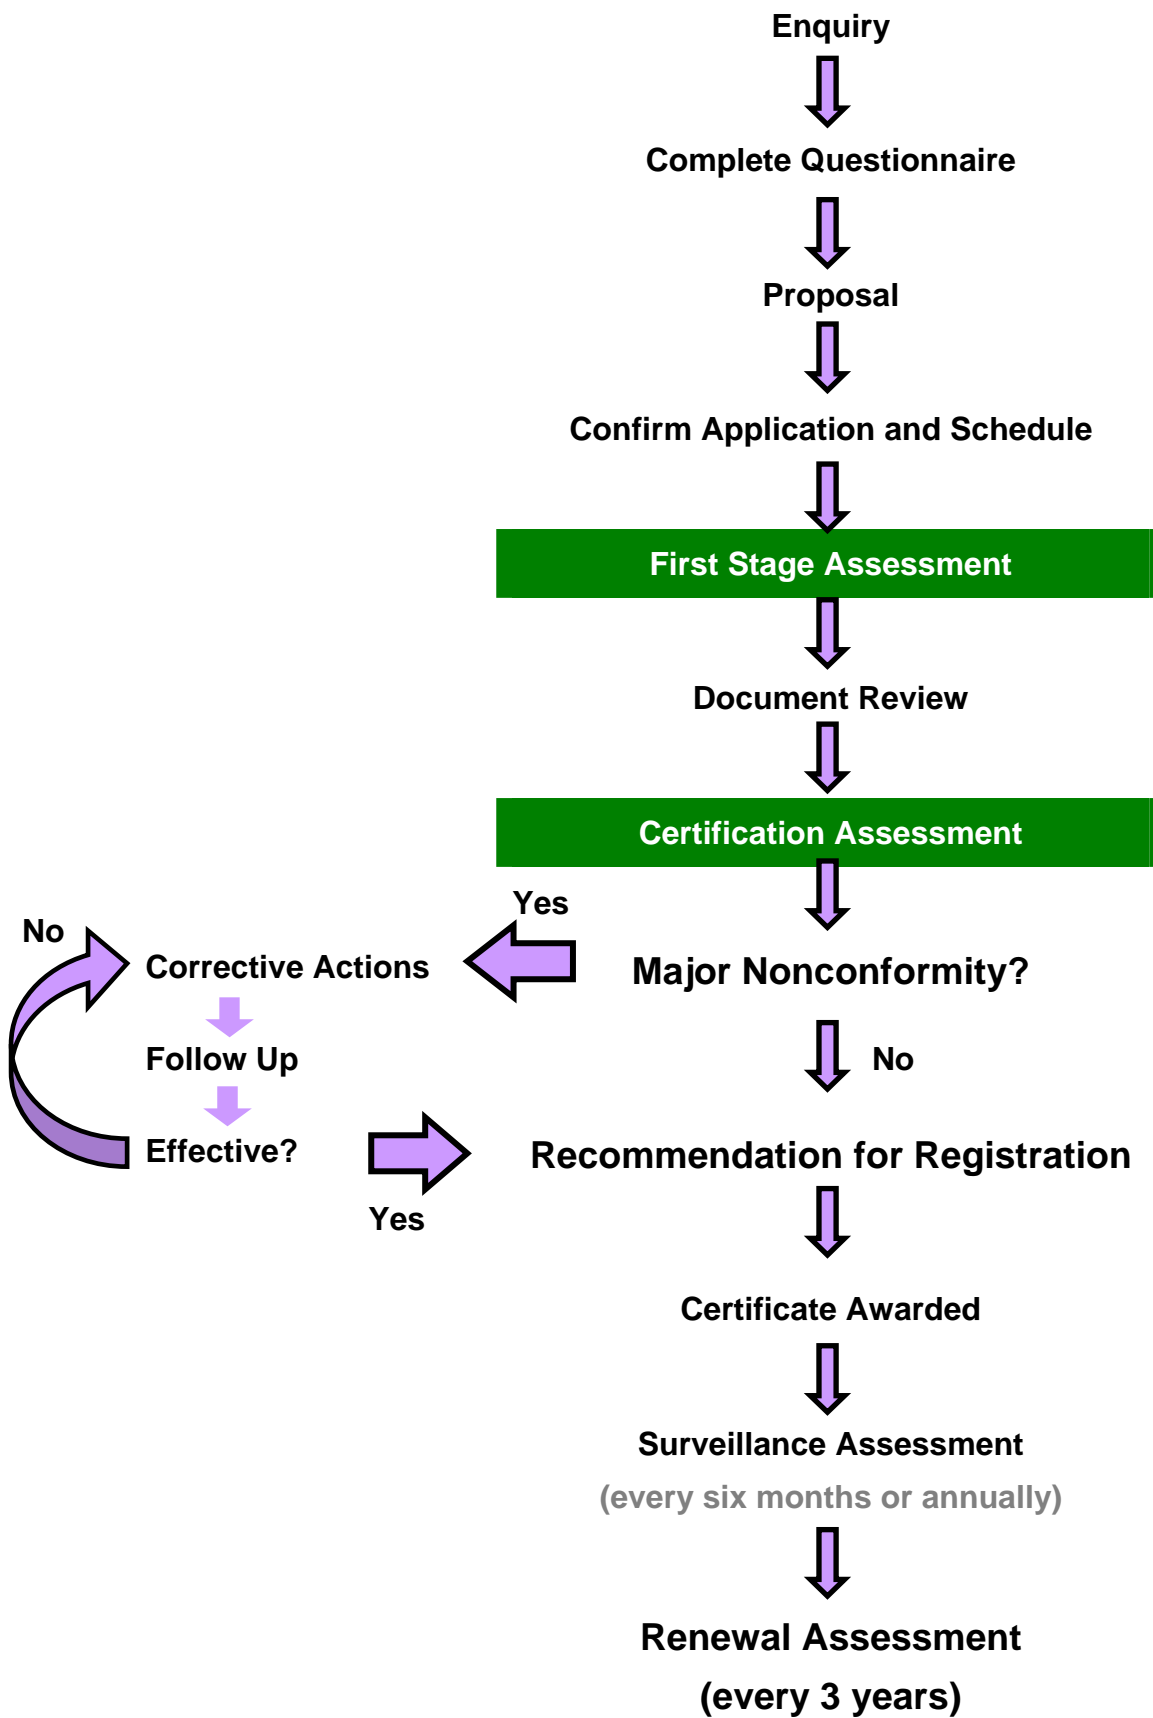 Enquiry
Complete Questionnaire
Proposal
Confirm Application and Schedule
First Stage Assessment
Document Review
Certification Assessment
Yes
No
Corrective Actions
Major Nonconformity?
Follow Up
No
Effective?
Recommendation for Registration
Yes
Certificate Awarded
Surveillance Assessment
(every six months or annually)
Renewal Assessment
(every 3 years)